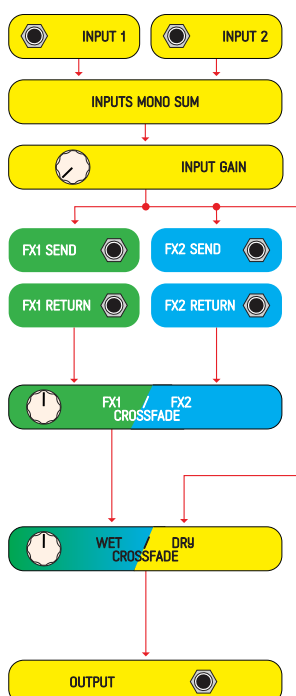 INPUT 1
INPUT 2
INPUTS MONO SUM
INPUT GAIN
FX1 SEND
FX2 SEND
FX1 RETURN
FX2 RETURN
FX1 / FX2
CROSSFADE
WET / DRY
CROSSFADE
OUTPUT